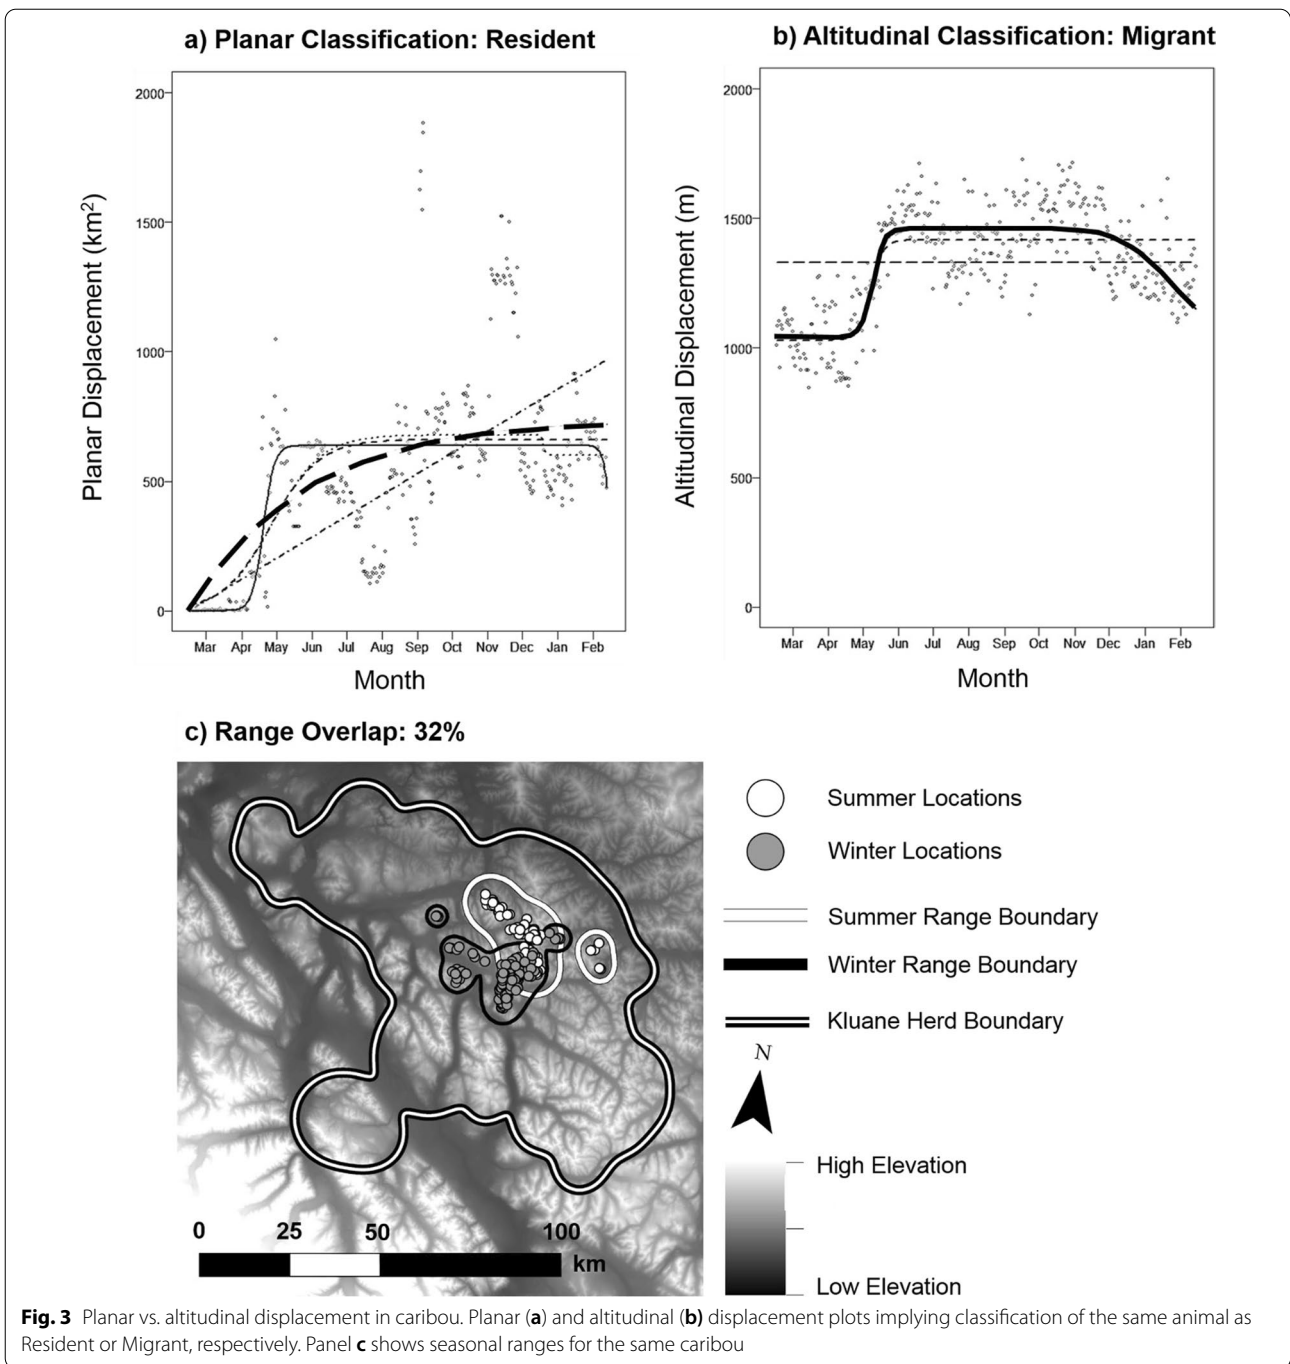 a) Planar Classification: Resident
b) Altitudinal Classification: Migrant
Planar Displacement (km²)
2000
1500
1000
500
0
Mar Apr May Jun Jul Aug Sep Oct Nov Dec Jan Feb
Month
Altitudinal Displacement (m)
2000
1500
1000
500
0
Mar Apr May Jun Jul Aug Sep Oct Nov Dec Jan Feb
Month
c) Range Overlap: 32%
0 25 50 100
km
Summer Locations
Winter Locations
Summer Range Boundary
Winter Range Boundary
Kluane Herd Boundary
N
High Elevation
Low Elevation
Fig. 3 Planar vs. altitudinal displacement in caribou. Planar (a) and altitudinal (b) displacement plots implying classification of the same animal as
Resident or Migrant, respectively. Panel c shows seasonal ranges for the same caribou